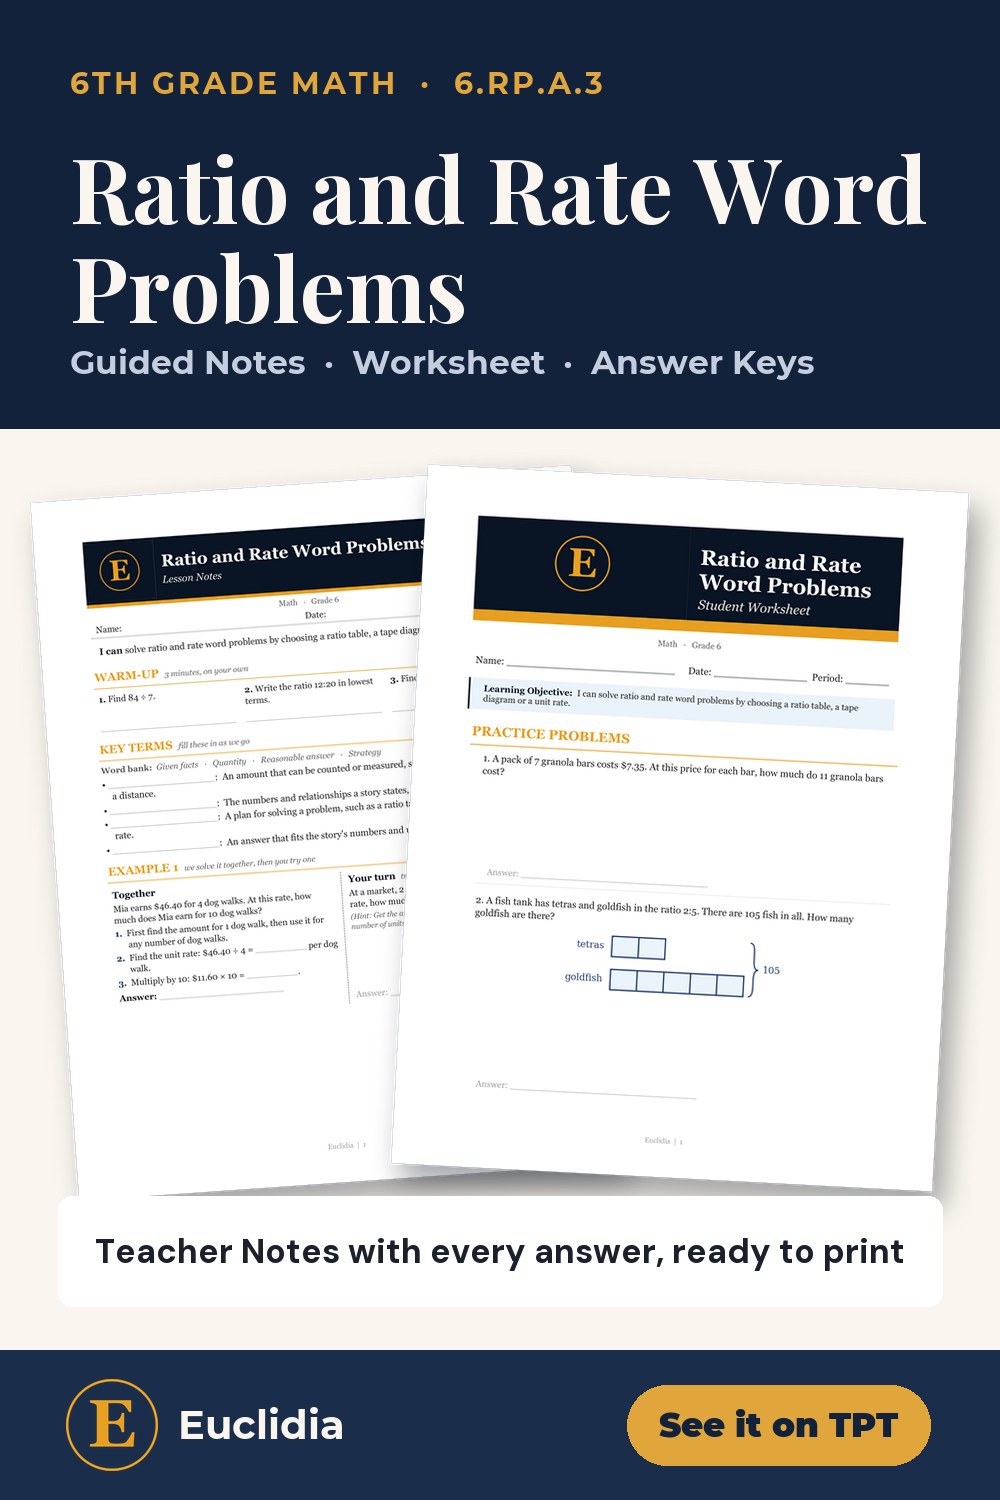 6TH GRADE MATH · 6.RP.A.3
Ratio and Rate Word
Problems
Guided Notes · Worksheet · Answer Keys
E
Ratio and Rate Word Problems
Lesson Notes
Math · Grade 6
Name:
Date:
I can solve ratio and rate word problems by choosing a ratio table, a tape
WARM-UP 3 minutes, on your own
1. Find 84 ÷ 7.
2. Write the ratio 12:20 in lowest
terms.
3.
KEY TERMS fill these in as we go
Word bank: Given facts · Quantity · Reasonable answer · Strategy
• ____: An amount that can be counted or measured,
a distance.
• ____: The numbers and relationships a story states,
• ____: A plan for solving a problem, such as a ratio
rate.
• ____: An answer that fits the story's numbers and
EXAMPLE 1 we solve it together, then you try one
Together
Mia earns $46.40 for 4 dog walks. At this rate, how
much does Mia earn for 10 dog walks?
1. First find the amount for 1 dog walk, then use it for
any number of dog walks.
2. Find the unit rate: $46.40 ÷ 4 = ____ per dog
walk.
3. Multiply by 10: $11.60 × 10 = ____.
Answer:
Your turn
At a market, 2
rate, how
(Hint: Get the
number of
Answer:
Euclidia | 1
E
Ratio and Rate
Word Problems
Student Worksheet
Math · Grade 6
Name: Date: Period:
Learning Objective: I can solve ratio and rate word problems by choosing a ratio table, a tape
diagram or a unit rate.
PRACTICE PROBLEMS
1. A pack of 7 granola bars costs $7.35. At this price for each bar, how much do 11 granola bars
cost?
Answer:
2. A fish tank has tetras and goldfish in the ratio 2:5. There are 105 fish in all. How many
goldfish are there?
tetras
goldfish
105
Answer:
Euclidia | 1
Teacher Notes with every answer, ready to print
E
Euclidia
See it on TPT